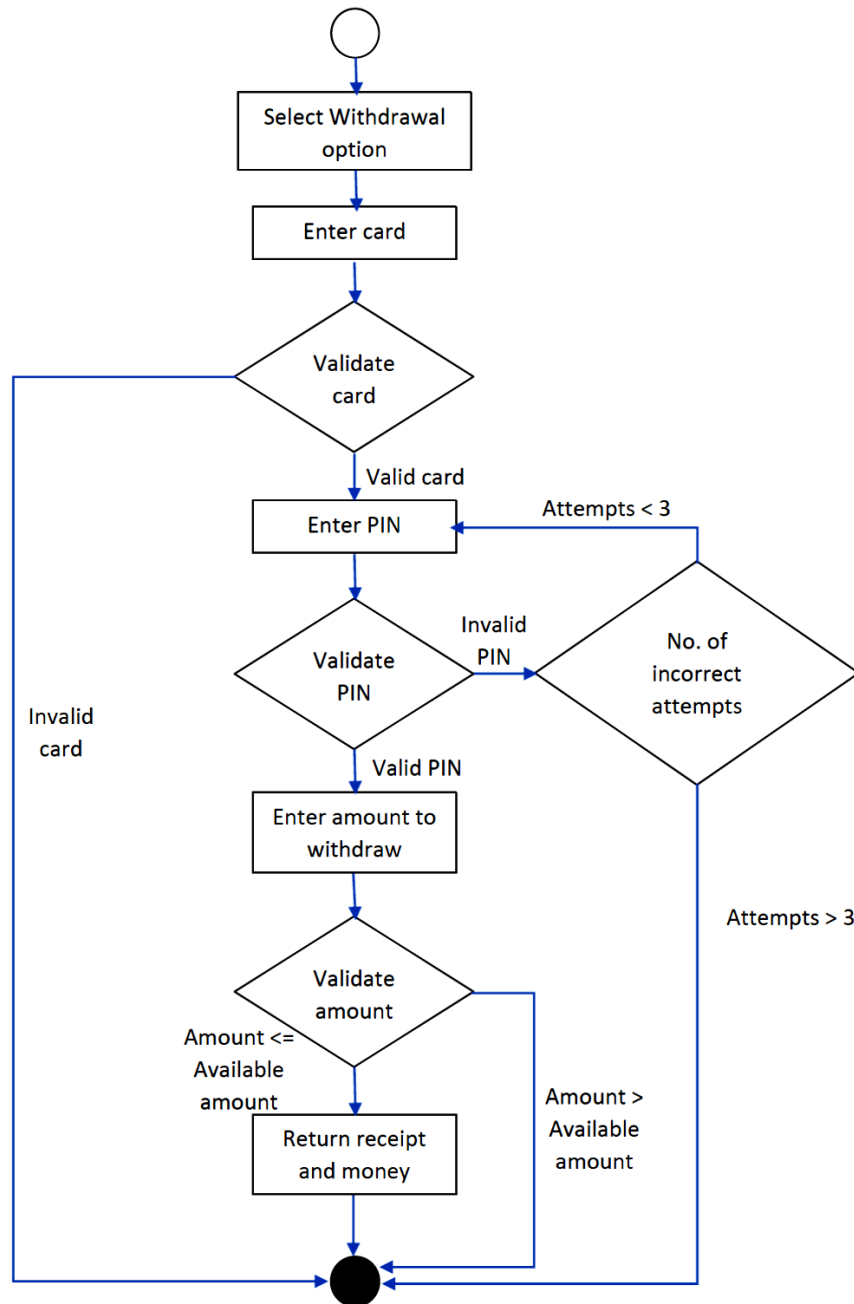 Select Withdrawal
option
Enter card
Validate
card
Valid card
Enter PIN
Attempts < 3
Validate
PIN
Invalid
PIN
No. of
incorrect
attempts
Invalid
card
Valid PIN
Enter amount to
withdraw
Attempts > 3
Validate
amount
Amount <=
Available
amount
Amount >
Available
amount
Return receipt
and money